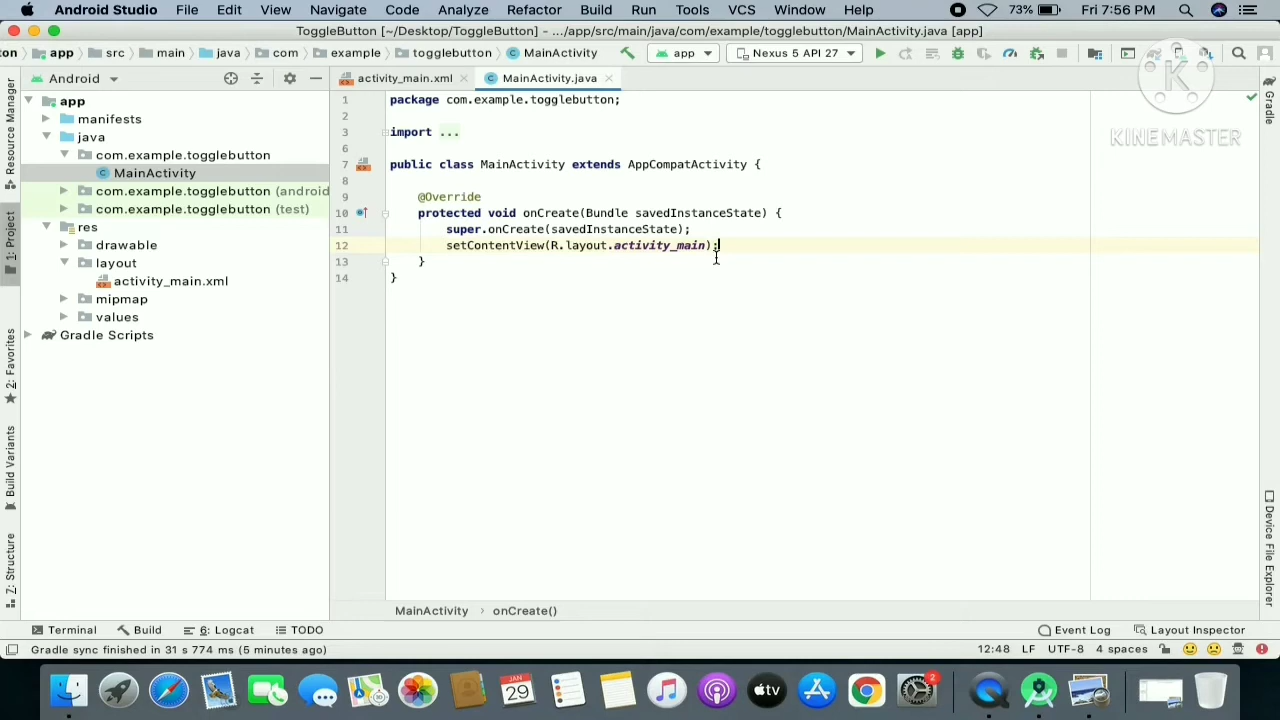 Android Studio File Edit View Navigate Code Analyze Refactor Build Run Tools VCS Window Help 73% Fri 7:56 PM
ToggleButton [~/Desktop/ToggleButton] - .../app/src/main/java/com/example/togglebutton/MainActivity.java [app]
on app src main java com example togglebutton MainActivity app Nexus 5 API 27
Android activity_main.xml MainActivity.java
K
KINEMASTER
Resource Manager
1: Project
2: Favorites
Build Variants
Z: Structure
app
manifests
java
com.example.togglebutton
MainActivity
com.example.togglebutton (android
com.example.togglebutton (test)
res
drawable
layout
activity_main.xml
mipmap
values
Gradle Scripts
1 package com.example.togglebutton;
2
3 import ...
6
7 public class MainActivity extends AppCompatActivity {
8
9 @Override
10 protected void onCreate(Bundle savedInstanceState) {
11 super.onCreate(savedInstanceState);
12 setContentView(R.layout.activity_main);
13 }
14 }
Gradle
Device File Explorer
MainActivity › onCreate()
Terminal Build 6: Logcat TODO Event Log Layout Inspector
Gradle sync finished in 31 s 774 ms (5 minutes ago) 12:48 LF UTF-8 4 spaces
JAN
29
tv
2